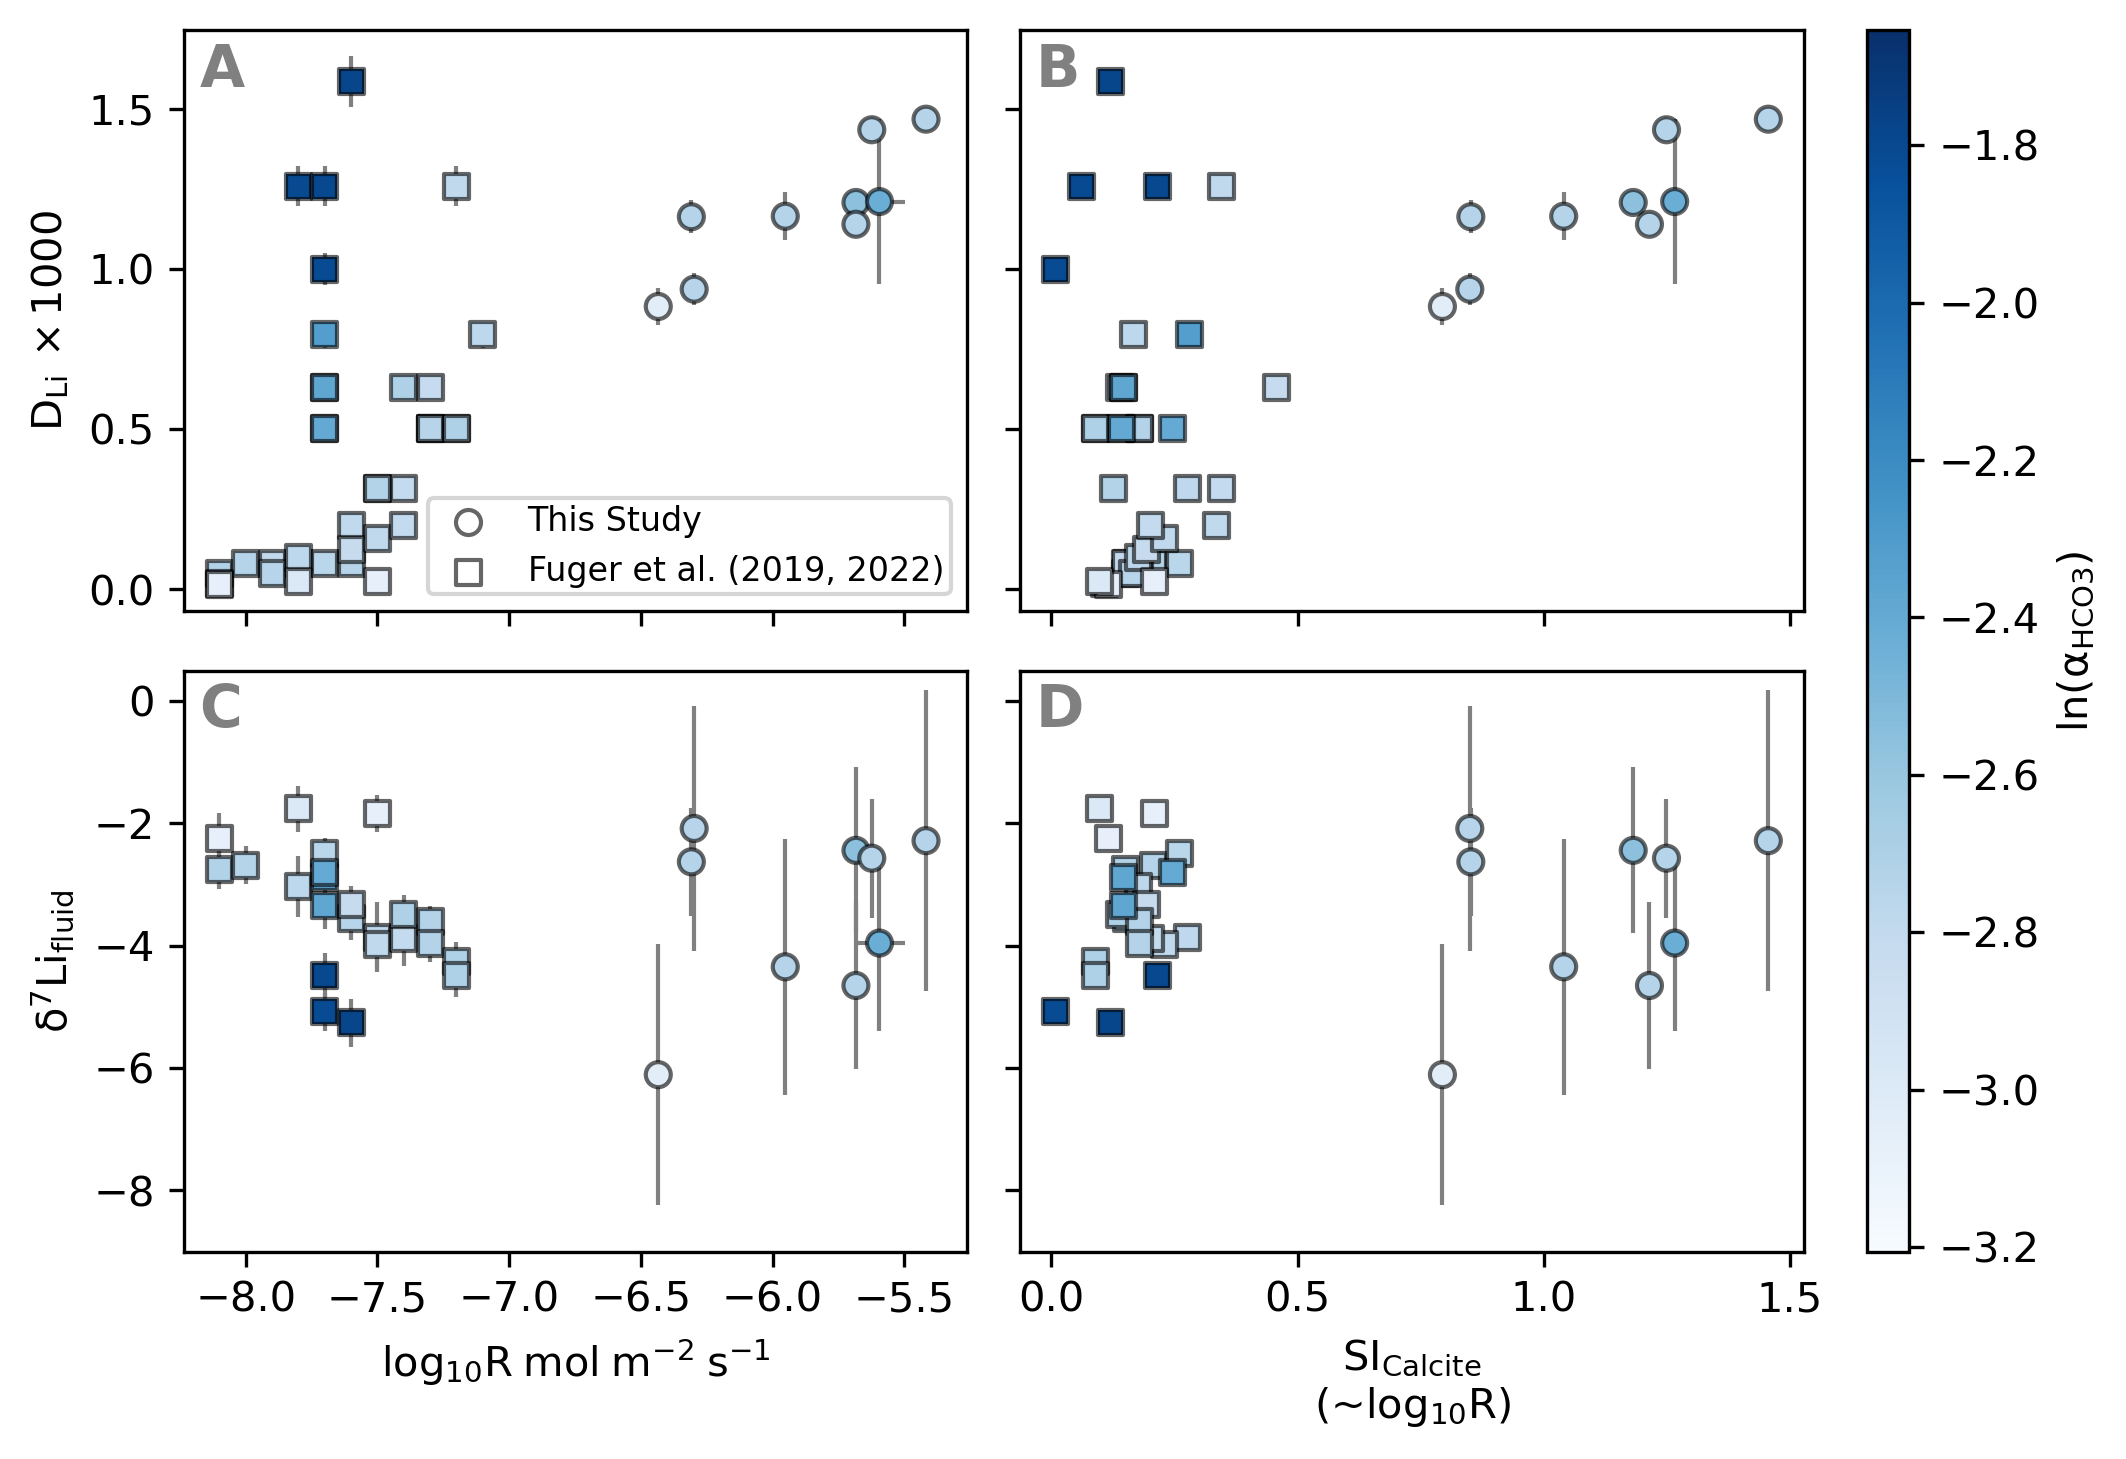 A
B
1.5
1.0
0.5
0.0
D_Li × 1000
This Study
Fuger et al. (2019, 2022)
C
D
0
−2
−4
−6
−8
δ⁷Li_fluid
−8.0 −7.5 −7.0 −6.5 −6.0 −5.5
log₁₀R mol m⁻² s⁻¹
0.0 0.5 1.0 1.5
SI_Calcite
(~log₁₀R)
−1.8
−2.0
−2.2
−2.4
−2.6
−2.8
−3.0
−3.2
ln(α_HCO3)